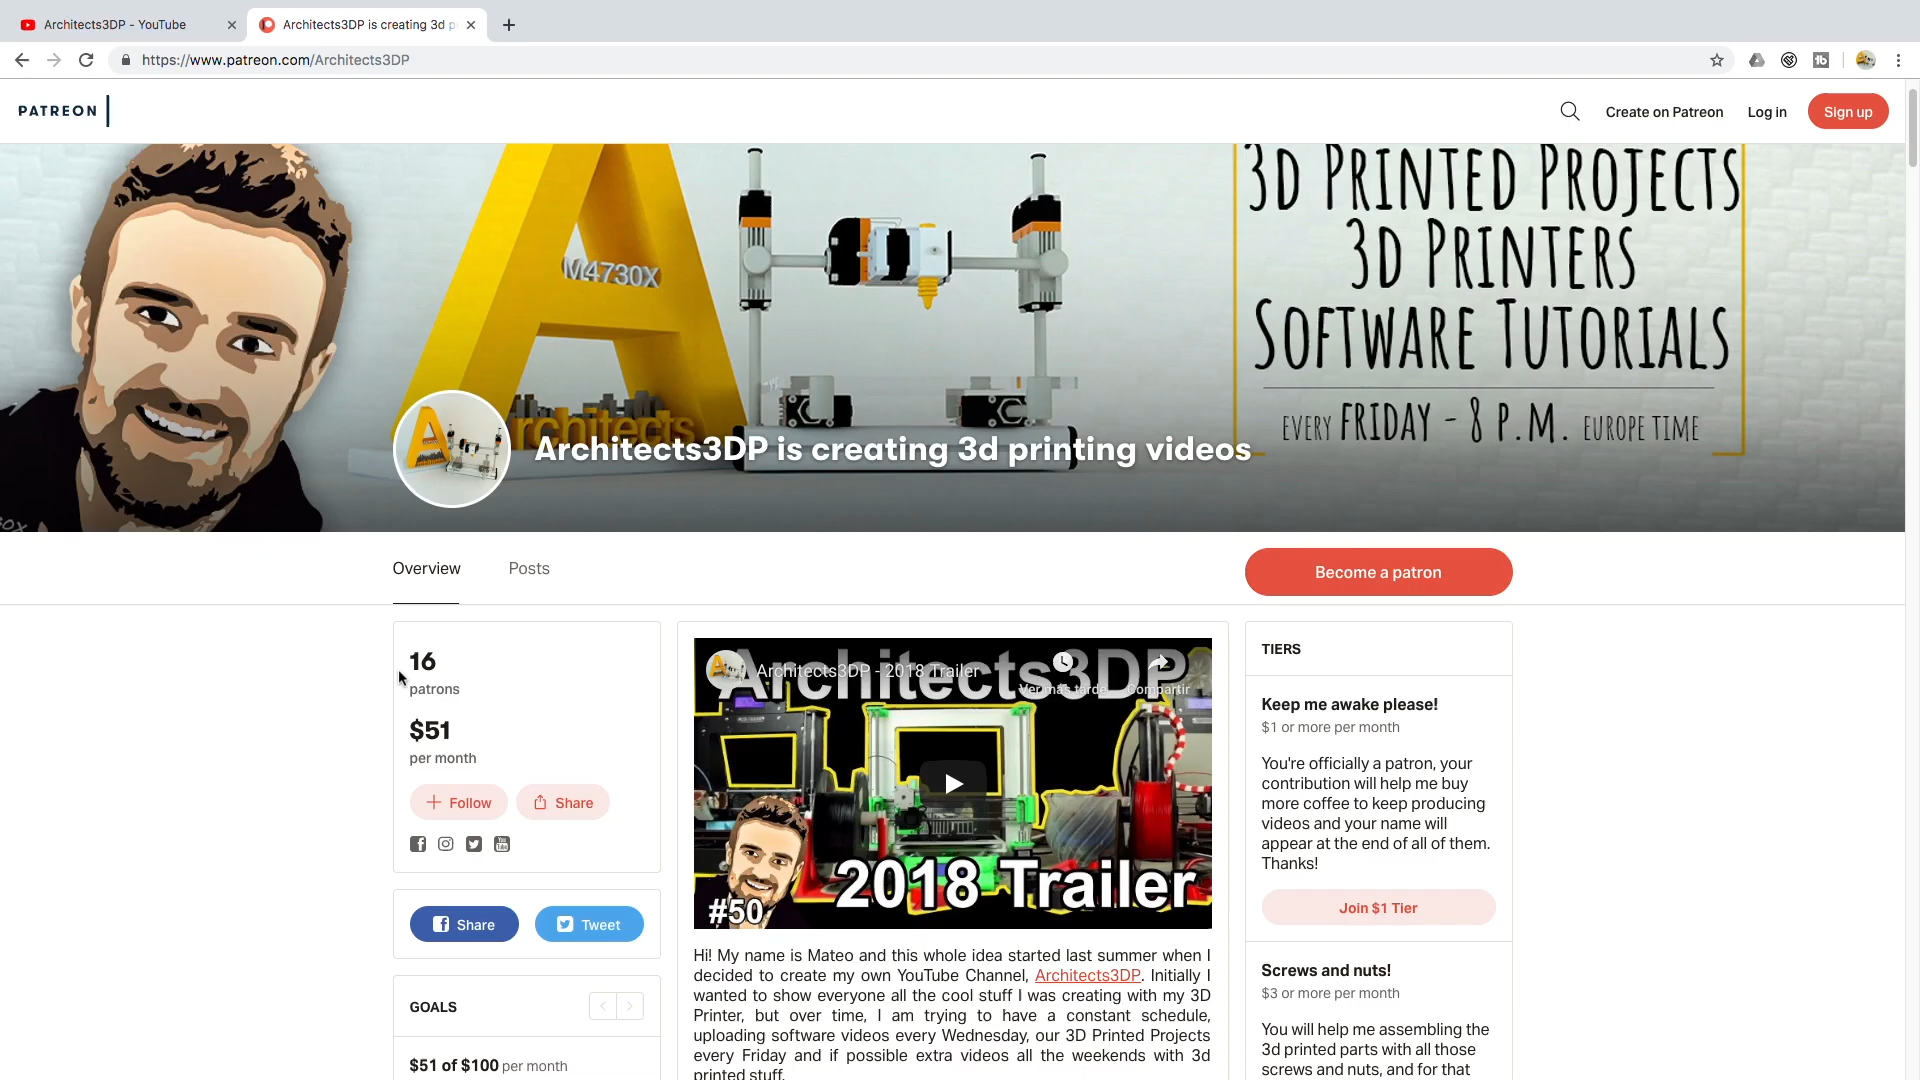 Architects3DP - YouTube
Architects3DP is creating 3d p
https://www.patreon.com/Architects3DP
PATREON
Create on Patreon
Log in
Sign up
M4730X
3D PRINTED PROJECTS
3D PRINTERS
SOFTWARE TUTORIALS
EVERY FRIDAY - 8 P.M. EUROPE TIME
Architects
Architects3DP is creating 3d printing videos
Overview
Posts
Become a patron
16
patrons
$51
per month
Follow
Share
Share
Tweet
GOALS
$51 of $100 per month
Architects3DP
Architects3DP - 2018 Trailer
Ver más tarde
Compartir
2018 Trailer
#50
Hi! My name is Mateo and this whole idea started last summer when I
decided to create my own YouTube Channel, Architects3DP. Initially I
wanted to show everyone all the cool stuff I was creating with my 3D
Printer, but over time, I am trying to have a constant schedule,
uploading software videos every Wednesday, our 3D Printed Projects
every Friday and if possible extra videos all the weekends with 3d
printed stuff.
TIERS
Keep me awake please!
$1 or more per month
You're officially a patron, your
contribution will help me buy
more coffee to keep producing
videos and your name will
appear at the end of all of them.
Thanks!
Join $1 Tier
Screws and nuts!
$3 or more per month
You will help me assembling the
3d printed parts with all those
screws and nuts, and for that